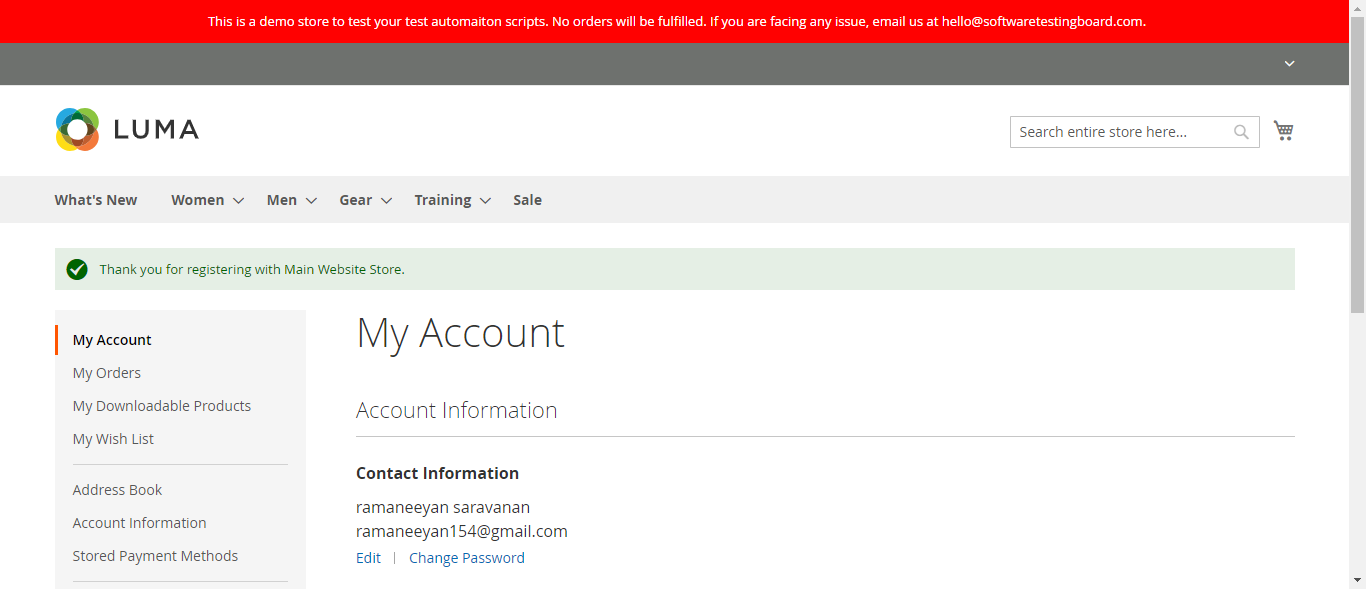 This is a demo store to test your test automaiton scripts. No orders will be fulfilled. If you are facing any issue, email us at hello@softwaretestingboard.com.
LUMA
Search entire store here...
What's New Women Men Gear Training Sale
Thank you for registering with Main Website Store.
My Account
My Orders
My Downloadable Products
My Wish List
Address Book
Account Information
Stored Payment Methods
My Account
Account Information
Contact Information
ramaneeyan saravanan
ramaneeyan154@gmail.com
Edit | Change Password